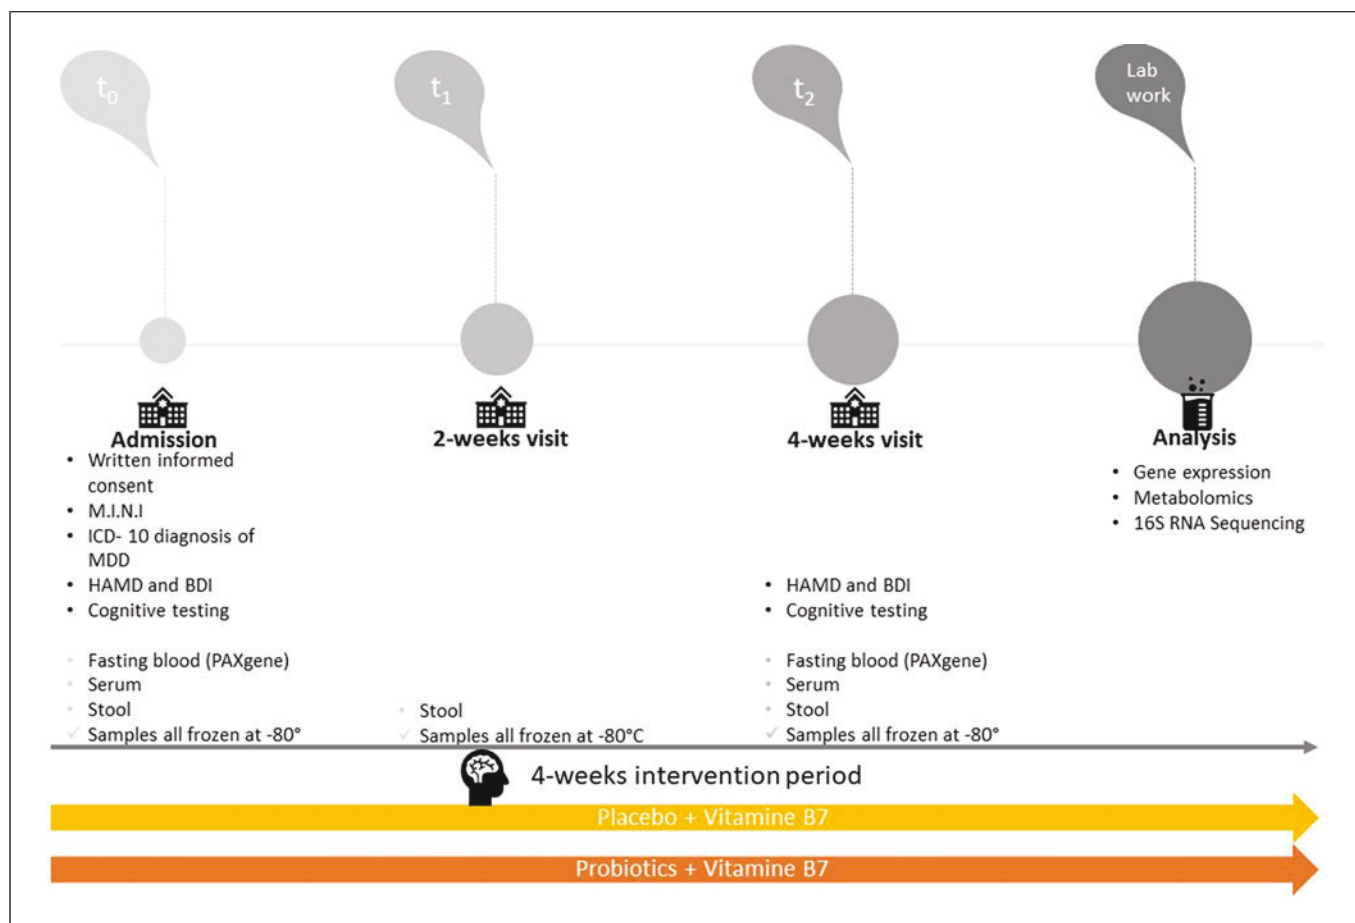 t0
t1
t2
Lab
work
Admission
• Written informed
consent
• M.I.N.I
• ICD- 10 diagnosis of
MDD
• HAMD and BDI
• Cognitive testing
• Fasting blood (PAXgene)
• Serum
• Stool
✓ Samples all frozen at -80°
2-weeks visit
• Stool
✓ Samples all frozen at -80°C
4-weeks visit
• HAMD and BDI
• Cognitive testing
• Fasting blood (PAXgene)
• Serum
• Stool
✓ Samples all frozen at -80°
Analysis
• Gene expression
• Metabolomics
• 16S RNA Sequencing
4-weeks intervention period
Placebo + Vitamine B7
Probiotics + Vitamine B7